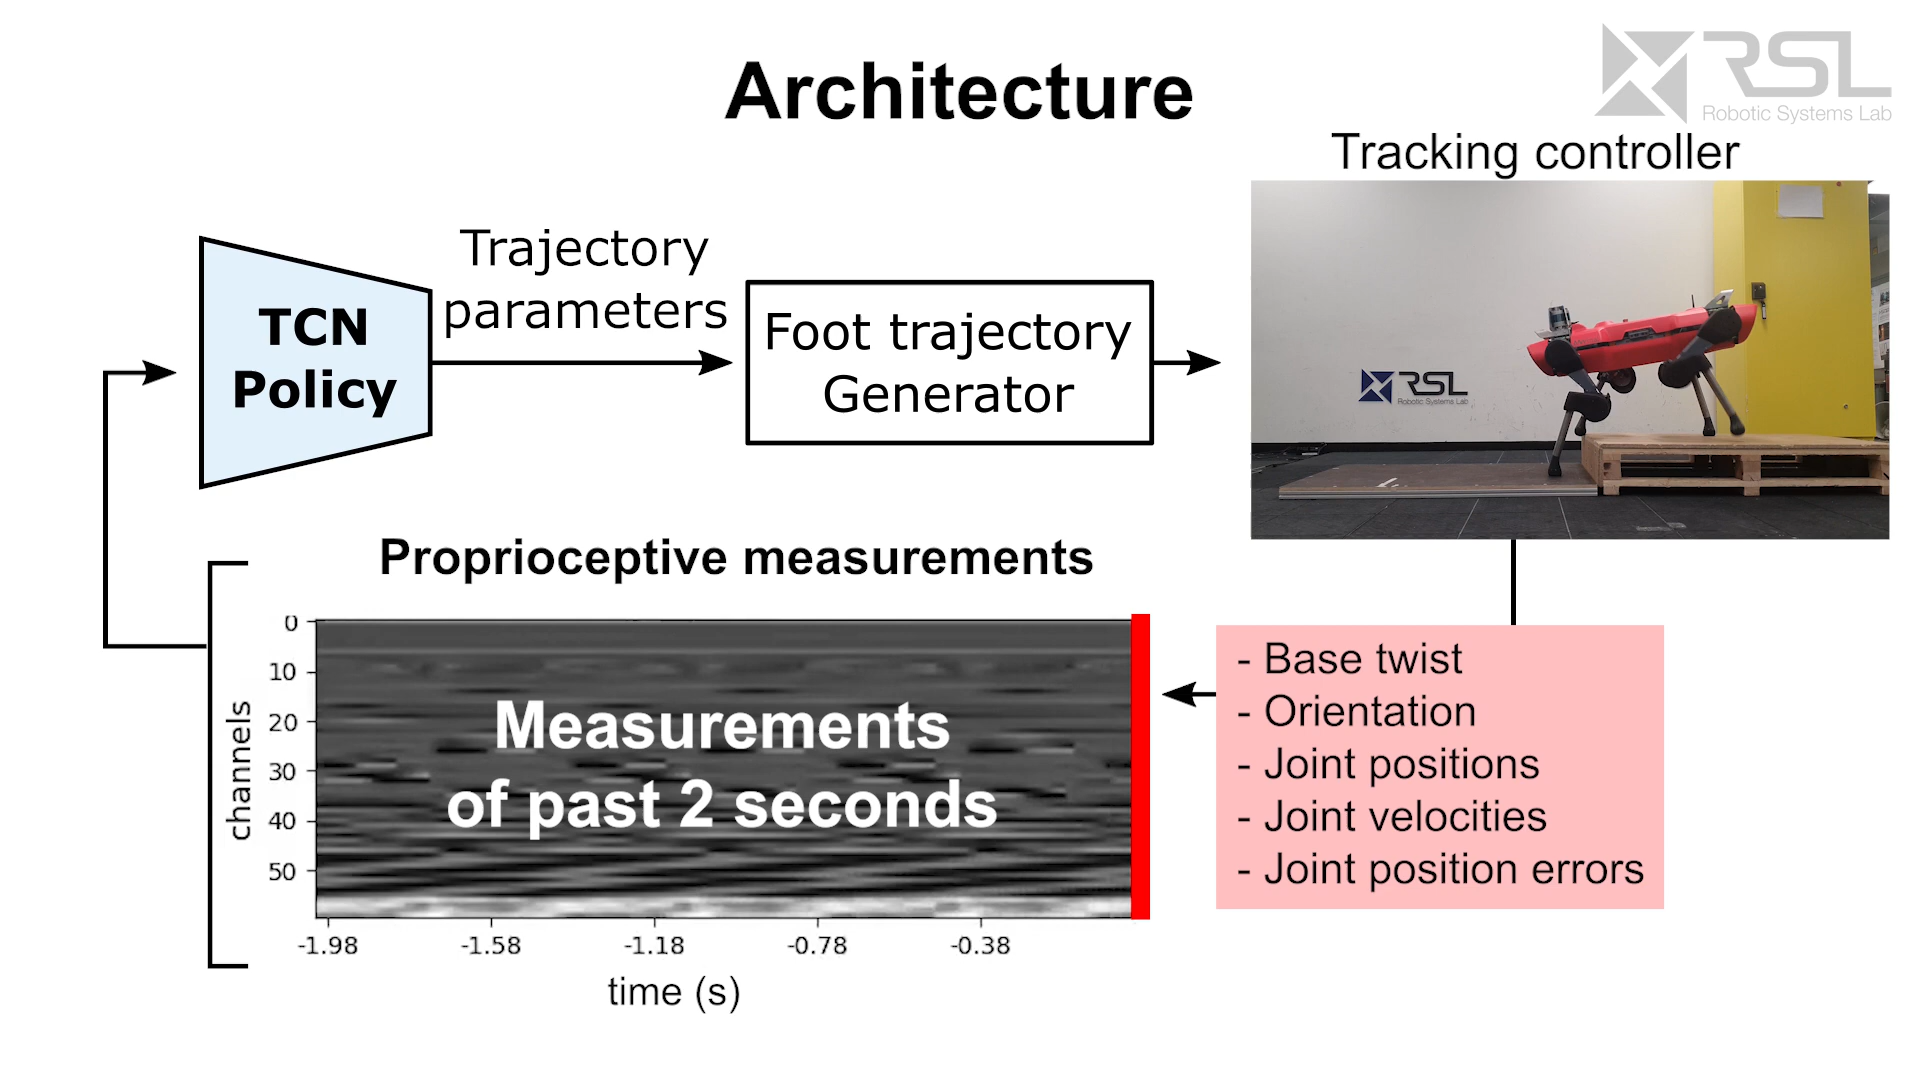 Architecture
RSL
Robotic Systems Lab
Tracking controller
Trajectory
parameters
TCN
Policy
Foot trajectory
Generator
RSL
Robotic Systems Lab
Proprioceptive measurements
0
10
20
30
40
50
channels
Measurements
of past 2 seconds
-1.98 -1.58 -1.18 -0.78 -0.38
time (s)
- Base twist
- Orientation
- Joint positions
- Joint velocities
- Joint position errors